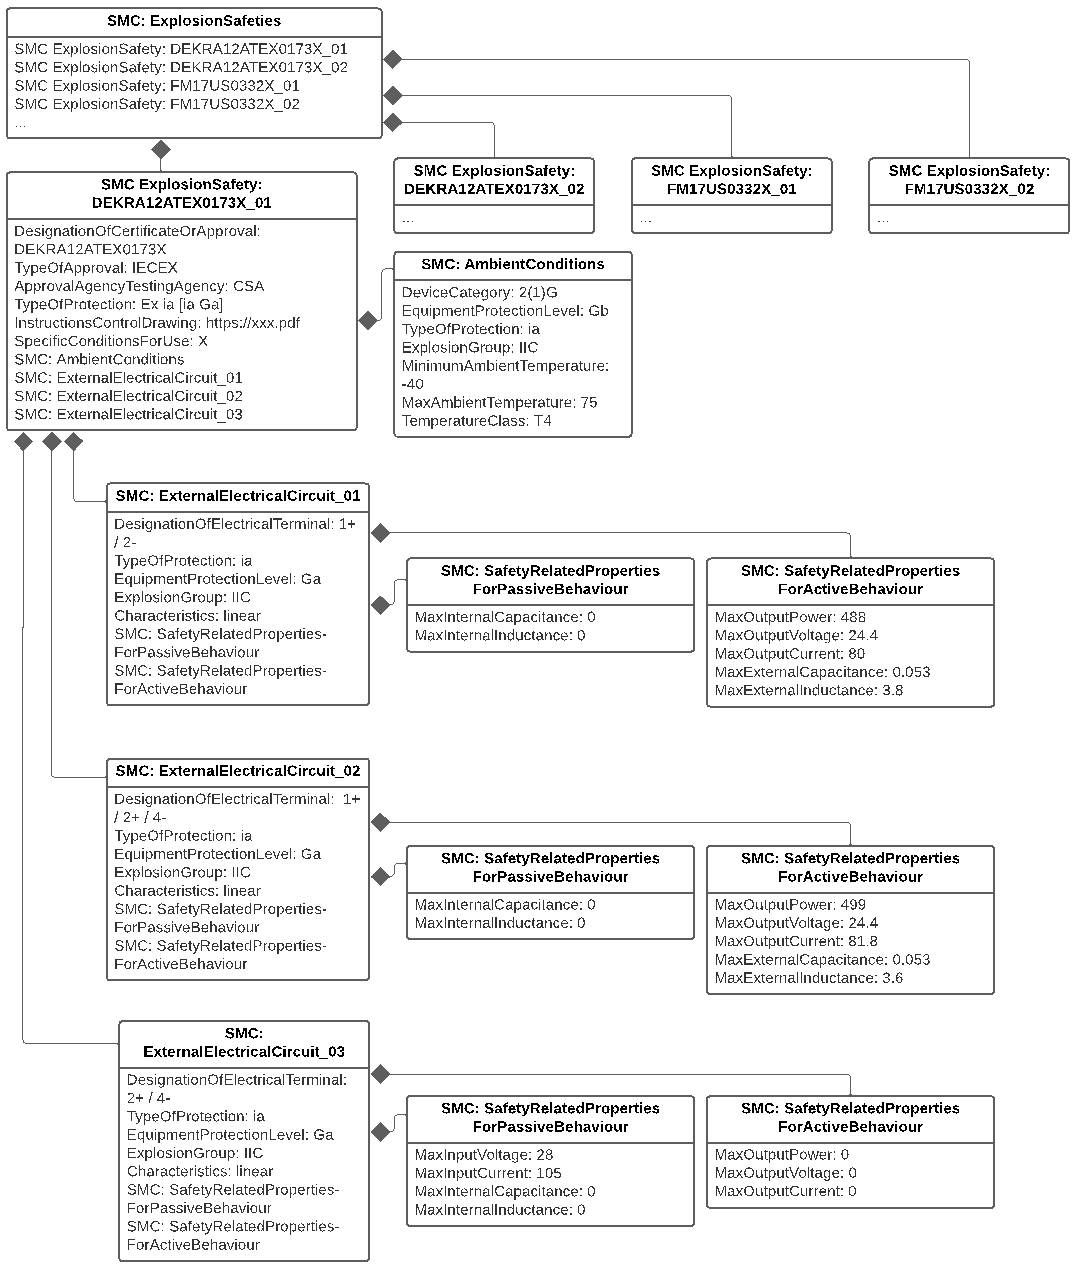 SMC: ExplosionSafeties
SMC ExplosionSafety: DEKRA12ATEX0173X_01
SMC ExplosionSafety: DEKRA12ATEX0173X_02
SMC ExplosionSafety: FM17US0332X_01
SMC ExplosionSafety: FM17US0332X_02
...
SMC ExplosionSafety:
DEKRA12ATEX0173X_02
...
SMC ExplosionSafety:
FM17US0332X_01
...
SMC ExplosionSafety:
FM17US0332X_02
...
SMC ExplosionSafety:
DEKRA12ATEX0173X_01
DesignationOfCertificateOrApproval:
DEKRA12ATEX0173X
TypeOfApproval: IECEX
ApprovalAgencyTestingAgency: CSA
TypeOfProtection: Ex ia [ia Ga]
InstructionsControlDrawing: https://xxx.pdf
SpecificConditionsForUse: X
SMC: AmbientConditions
SMC: ExternalElectricalCircuit_01
SMC: ExternalElectricalCircuit_02
SMC: ExternalElectricalCircuit_03
SMC: AmbientConditions
DeviceCategory: 2(1)G
EquipmentProtectionLevel: Gb
TypeOfProtection: ia
ExplosionGroup: IIC
MinimumAmbientTemperature:
-40
MaxAmbientTemperature: 75
TemperatureClass: T4
SMC: ExternalElectricalCircuit_01
DesignationOfElectricalTerminal: 1+
/ 2-
TypeOfProtection: ia
EquipmentProtectionLevel: Ga
ExplosionGroup: IIC
Characteristics: linear
SMC: SafetyRelatedProperties-
ForPassiveBehaviour
SMC: SafetyRelatedProperties-
ForActiveBehaviour
SMC: SafetyRelatedProperties
ForPassiveBehaviour
MaxInternalCapacitance: 0
MaxInternalInductance: 0
SMC: SafetyRelatedProperties
ForActiveBehaviour
MaxOutputPower: 488
MaxOutputVoltage: 24.4
MaxOutputCurrent: 80
MaxExternalCapacitance: 0.053
MaxExternalInductance: 3.8
SMC: ExternalElectricalCircuit_02
DesignationOfElectricalTerminal: 1+
/ 2+ / 4-
TypeOfProtection: ia
EquipmentProtectionLevel: Ga
ExplosionGroup: IIC
Characteristics: linear
SMC: SafetyRelatedProperties-
ForPassiveBehaviour
SMC: SafetyRelatedProperties-
ForActiveBehaviour
SMC: SafetyRelatedProperties
ForPassiveBehaviour
MaxInternalCapacitance: 0
MaxInternalInductance: 0
SMC: SafetyRelatedProperties
ForActiveBehaviour
MaxOutputPower: 499
MaxOutputVoltage: 24.4
MaxOutputCurrent: 81.8
MaxExternalCapacitance: 0.053
MaxExternalInductance: 3.6
SMC:
ExternalElectricalCircuit_03
DesignationOfElectricalTerminal:
2+ / 4-
TypeOfProtection: ia
EquipmentProtectionLevel: Ga
ExplosionGroup: IIC
Characteristics: linear
SMC: SafetyRelatedProperties-
ForPassiveBehaviour
SMC: SafetyRelatedProperties-
ForActiveBehaviour
SMC: SafetyRelatedProperties
ForPassiveBehaviour
MaxInputVoltage: 28
MaxInputCurrent: 105
MaxInternalCapacitance: 0
MaxInternalInductance: 0
SMC: SafetyRelatedProperties
ForActiveBehaviour
MaxOutputPower: 0
MaxOutputVoltage: 0
MaxOutputCurrent: 0